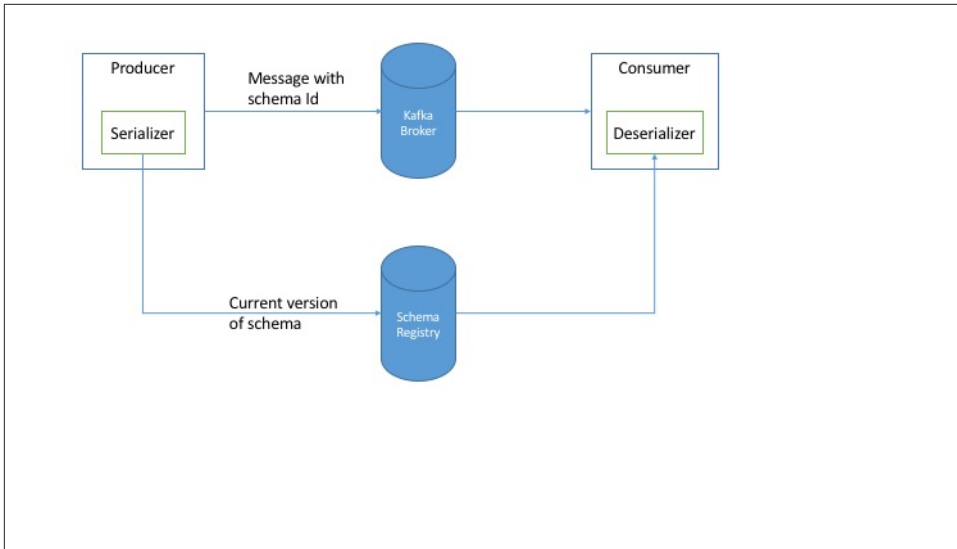 Producer
Serializer
Message with
schema Id
Kafka
Broker
Consumer
Deserializer
Current version
of schema
Schema
Registry